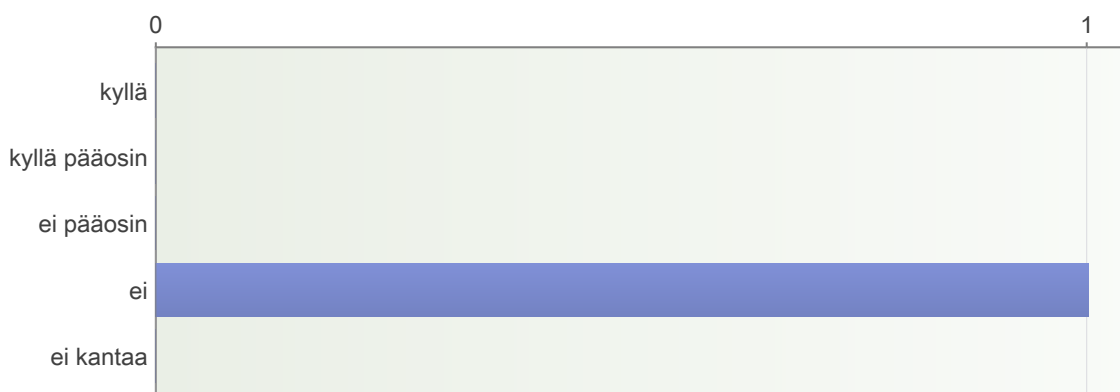 0 1
kyllä
kyllä pääosin
ei pääosin
ei
ei kantaa